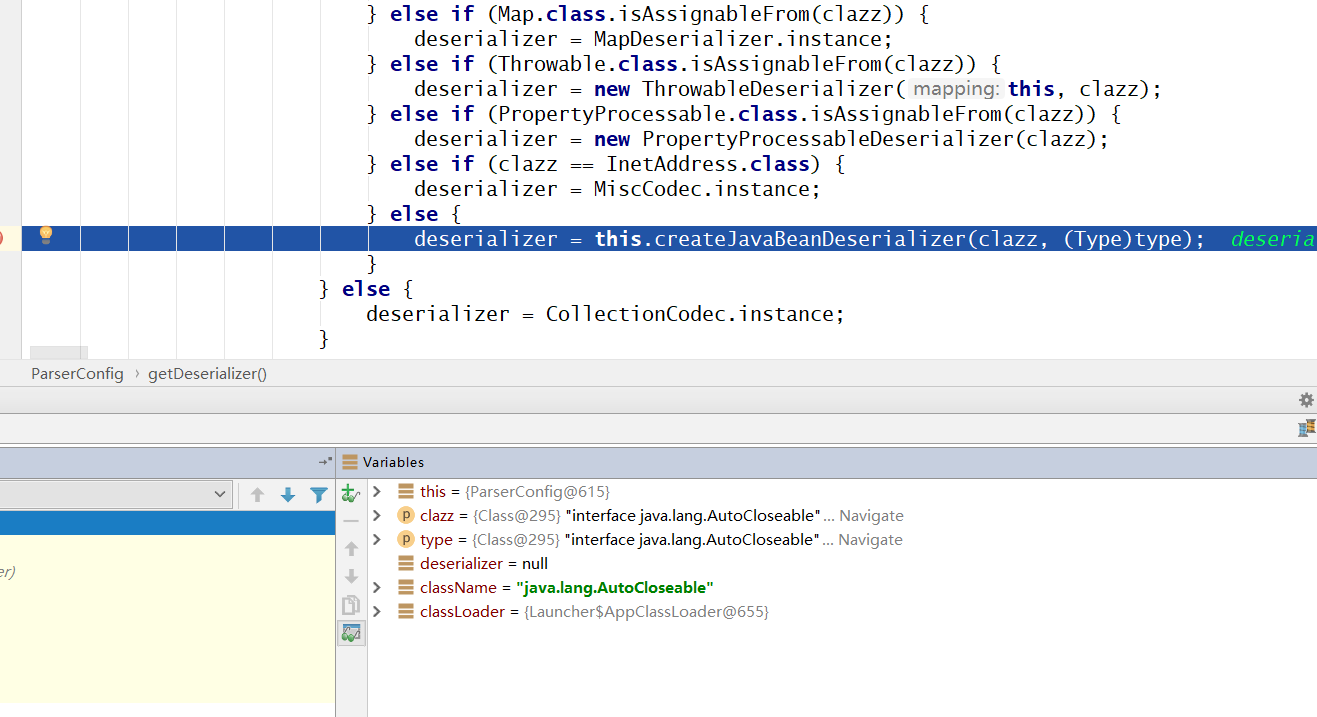 } else if (Map.class.isAssignableFrom(clazz)) {
deserializer = MapDeserializer.instance;
} else if (Throwable.class.isAssignableFrom(clazz)) {
deserializer = new ThrowableDeserializer( mapping: this, clazz);
} else if (PropertyProcessable.class.isAssignableFrom(clazz)) {
deserializer = new PropertyProcessableDeserializer(clazz);
} else if (clazz == InetAddress.class) {
deserializer = MiscCodec.instance;
} else {
deserializer = this.createJavaBeanDeserializer(clazz, (Type)type); deseria
}
} else {
deserializer = CollectionCodec.instance;
}
ParserConfig › getDeserializer()
Variables
this = {ParserConfig@615}
p clazz = {Class@295} "interface java.lang.AutoCloseable"... Navigate
p type = {Class@295} "interface java.lang.AutoCloseable"... Navigate
deserializer = null
className = "java.lang.AutoCloseable"
classLoader = {Launcher$AppClassLoader@655}
er)